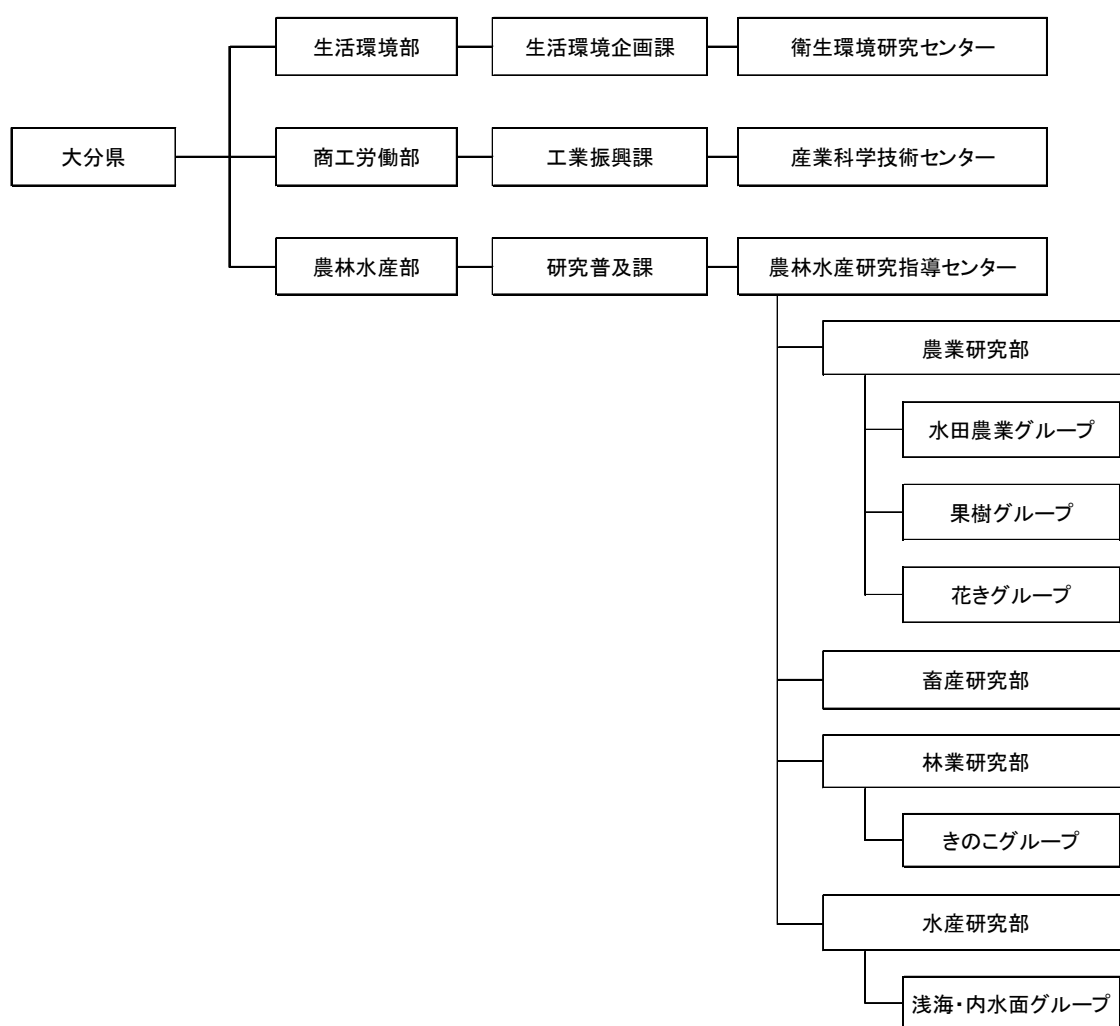 生活環境部
生活環境企画課
衛生環境研究センター
大分県
商工労働部
工業振興課
産業科学技術センター
農林水産部
研究普及課
農林水産研究指導センター
農業研究部
水田農業グループ
果樹グループ
花きグループ
畜産研究部
林業研究部
きのこグループ
水産研究部
浅海・内水面グループ